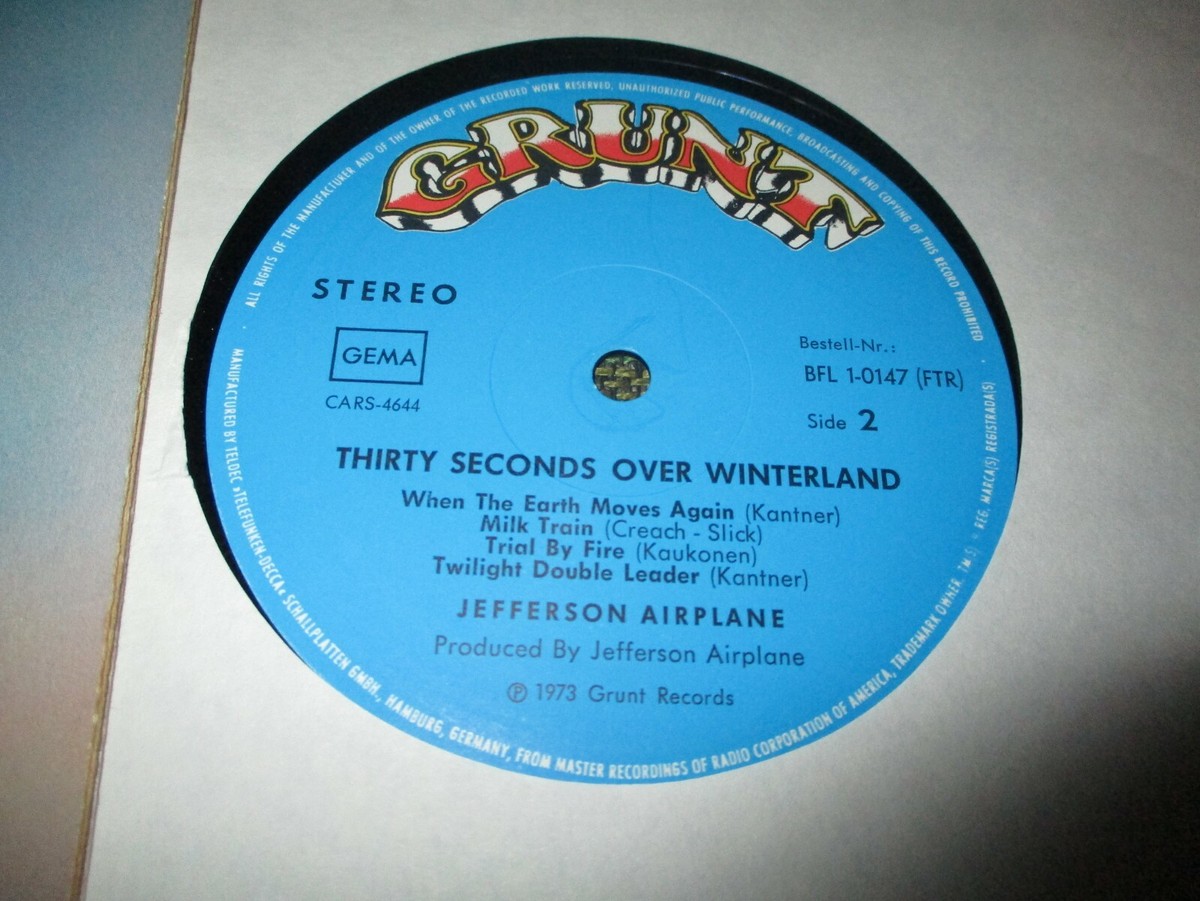 ALL RIGHTS OF THE MANUFACTURER AND OF THE OWNER OF THE RECORDED WORK RESERVED, UNAUTHORIZED PUBLIC PERFORMANCE, BROADCASTING AND COPYING OF THIS RECORD PROHIBITED
GRUNT
STEREO
GEMA
CARS-4644
Bestell-Nr.:
BFL 1-0147 (FTR)
Side 2
THIRTY SECONDS OVER WINTERLAND
When The Earth Moves Again (Kantner)
Milk Train (Creach - Slick)
Trial By Fire (Kaukonen)
Twilight Double Leader (Kantner)
JEFFERSON AIRPLANE
Produced By Jefferson Airplane
℗ 1973 Grunt Records
MANUFACTURED BY TELDEC »TELEFUNKEN-DECCA« SCHALLPLATTEN GMBH., HAMBURG, GERMANY, FROM MASTER RECORDINGS OF RADIO CORPORATION OF AMERICA, TRADEMARK OWNER. TM(S) ® REG. MARCA(S) REGISTRADA(S)